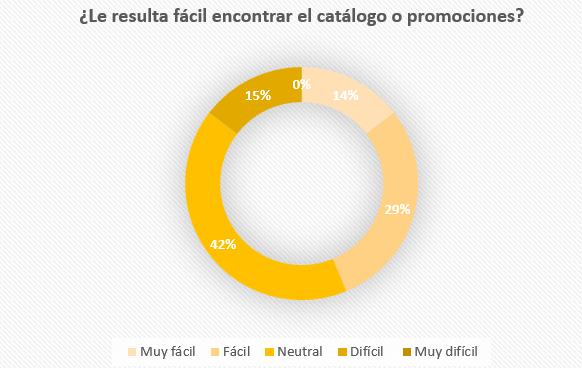 ¿Le resulta fácil encontrar el catálogo o promociones?
15% 0% 14%
29%
42%
Muy fácil Fácil Neutral Difícil Muy difícil